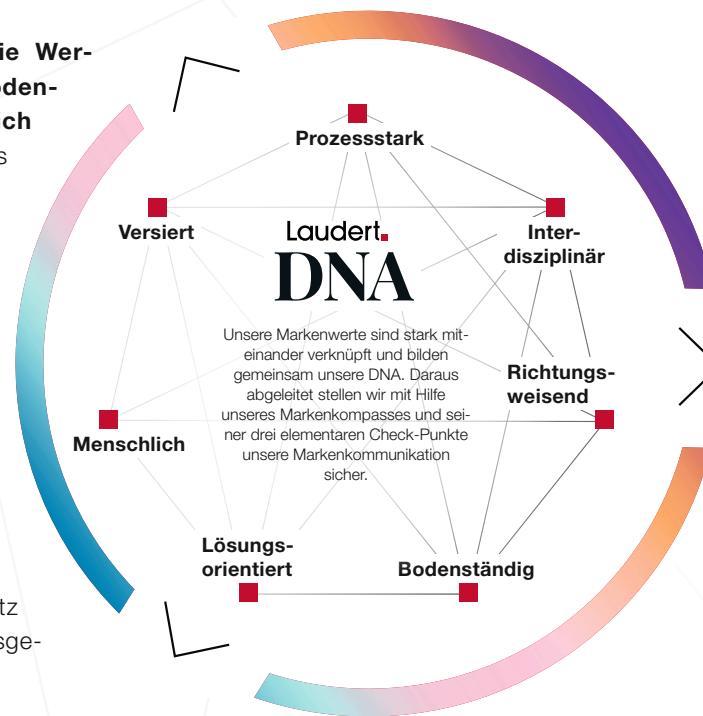 ie Wer-
oden-
ich
s
Prozessstark
Versiert
Inter-
disziplinär
Laudert.
DNA
Unsere Markenwerte sind stark mit-
einander verknüpft und bilden
gemeinsam unsere DNA. Daraus
abgeleitet stellen wir mit Hilfe
unseres Markenkompasses und sei-
ner drei elementaren Check-Punkte
unsere Markenkommunikation
sicher.
Richtungs-
weisend
Menschlich
Lösungs-
orientiert
Bodenständig
tz
sge-